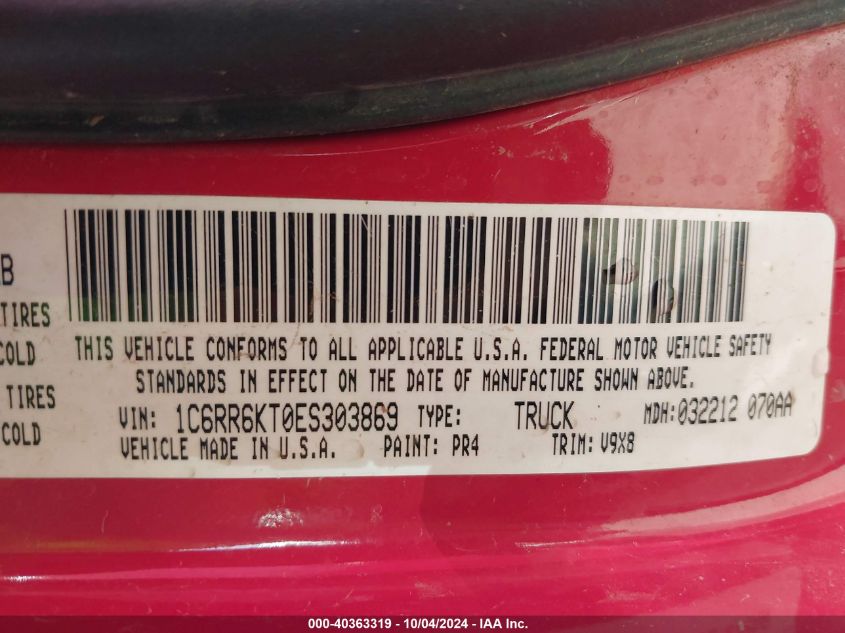 B
TIRES
COLD
TIRES
COLD
THIS VEHICLE CONFORMS TO ALL APPLICABLE U.S.A. FEDERAL MOTOR VEHICLE SAFETY
STANDARDS IN EFFECT ON THE DATE OF MANUFACTURE SHOWN ABOVE.
VIN: 1C6RR6KT0ES303869 TYPE: TRUCK MDH:032212 070AA
VEHICLE MADE IN U.S.A. PAINT: PR4 TRIM: V9X8
000-40363319 - 10/04/2024 - IAA Inc.